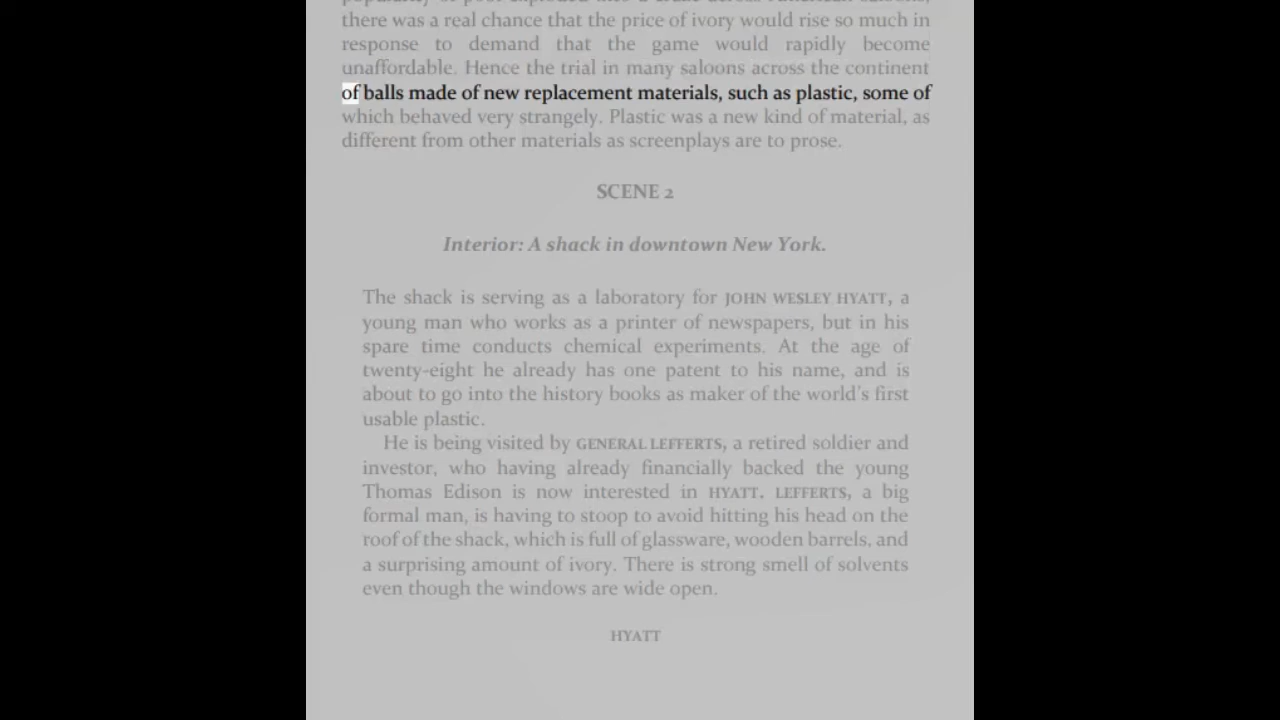 there was a real chance that the price of ivory would rise so much in
response to demand that the game would rapidly become
unaffordable. Hence the trial in many saloons across the continent
of balls made of new replacement materials, such as plastic, some of
which behaved very strangely. Plastic was a new kind of material, as
different from other materials as screenplays are to prose.
SCENE 2
Interior: A shack in downtown New York.
The shack is serving as a laboratory for JOHN WESLEY HYATT, a
young man who works as a printer of newspapers, but in his
spare time conducts chemical experiments. At the age of
twenty-eight he already has one patent to his name, and is
about to go into the history books as maker of the world's first
usable plastic.
He is being visited by GENERAL LEFFERTS, a retired soldier and
investor, who having already financially backed the young
Thomas Edison is now interested in HYATT. LEFFERTS, a big
formal man, is having to stoop to avoid hitting his head on the
roof of the shack, which is full of glassware, wooden barrels, and
a surprising amount of ivory. There is strong smell of solvents
even though the windows are wide open.
HYATT